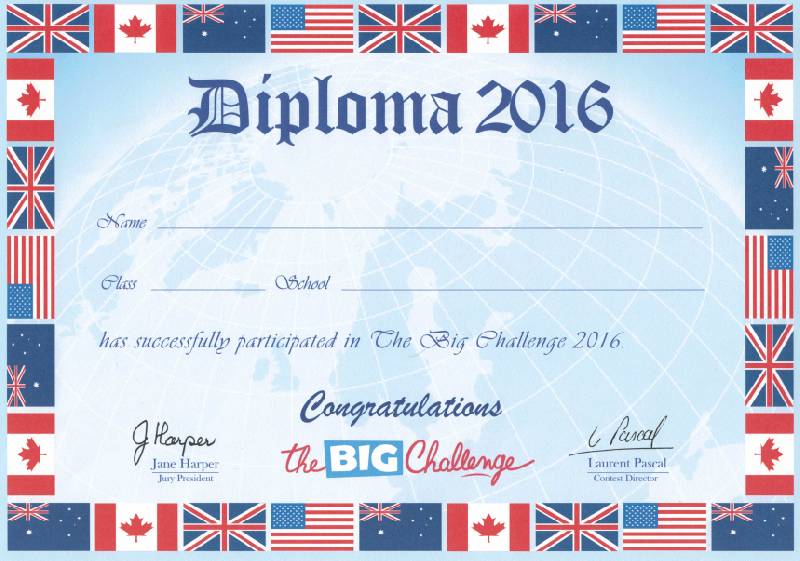 Diploma 2016
Name
Class School
has successfully participated in The Big Challenge 2016.
Congratulations
J Harper
the BIG Challenge
L Pascal
Jane Harper
Laurent Pascal
Jury President
Contest Director